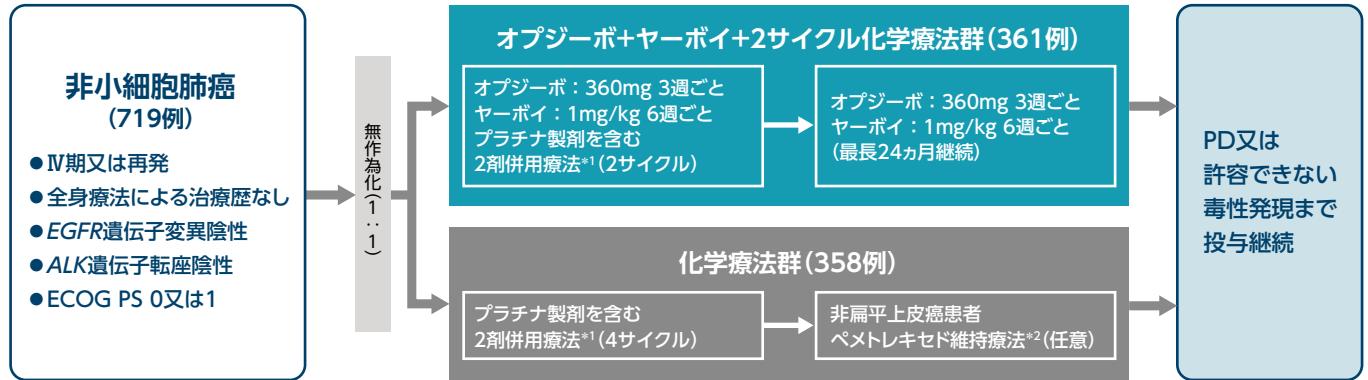 非小細胞肺癌
(719例)
●Ⅳ期又は再発
●全身療法による治療歴なし
●EGFR遺伝子変異陰性
●ALK遺伝子転座陰性
●ECOG PS 0又は1
無作為化(1:1)
オプジーボ+ヤーボイ+2サイクル化学療法群(361例)
オプジーボ:360mg 3週ごと
ヤーボイ:1mg/kg 6週ごと
プラチナ製剤を含む
2剤併用療法*1(2サイクル)
オプジーボ:360mg 3週ごと
ヤーボイ:1mg/kg 6週ごと
(最長24ヵ月継続)
化学療法群(358例)
プラチナ製剤を含む
2剤併用療法*1(4サイクル)
非扁平上皮癌患者
ペメトレキセド維持療法*2(任意)
PD又は
許容できない
毒性発現まで
投与継続